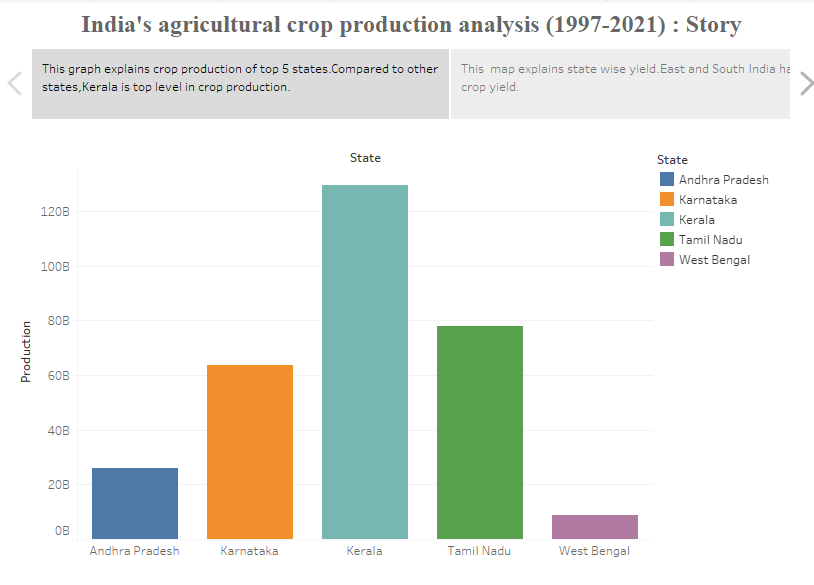 India's agricultural crop production analysis (1997-2021) : Story
This graph explains crop production of top 5 states.Compared to other
states,Kerala is top level in crop production.
This  map explains state wise yield.East and South India ha
crop yield.
State
State
Andhra Pradesh
Karnataka
Kerala
Tamil Nadu
West Bengal
Production
120B
100B
80B
60B
40B
20B
0B
Andhra Pradesh
Karnataka
Kerala
Tamil Nadu
West Bengal